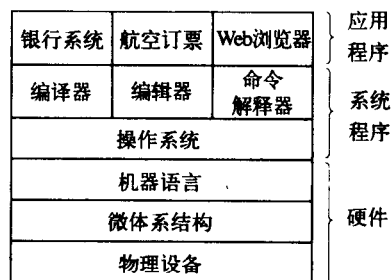 银行系统 航空订票 Web浏览器
应用
程序
编译器 编辑器 命令
解释器
系统
程序
操作系统
机器语言
微体系结构
硬件
物理设备